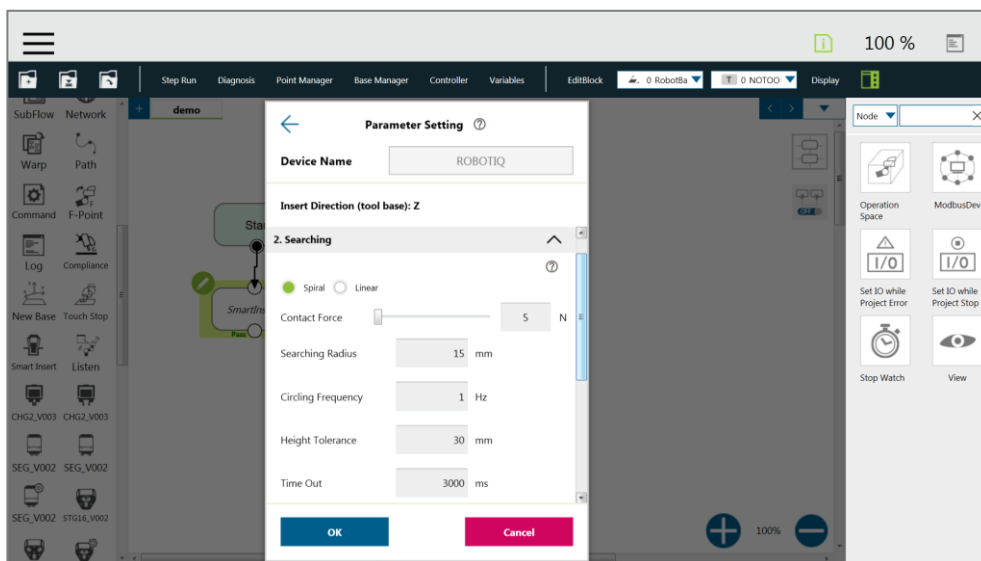 100 %
Step Run Diagnosis Point Manager Base Manager Controller Variables EditBlock 0 RobotBa T 0 NOTOO Display
SubFlow Network
Warp Path
Command F-Point
Log Compliance
New Base Touch Stop
Smart Insert Listen
CHG2_V003 CHG2_V003
SEG_V002 SEG_V002
SEG_V002 STG16_V002
+ demo
Sta
SmartIns
Pass
Parameter Setting ?
Device Name ROBOTIQ
Insert Direction (tool base): Z
2. Searching
?
Spiral Linear
Contact Force 5 N
Searching Radius 15 mm
Circling Frequency 1 Hz
Height Tolerance 30 mm
Time Out 3000 ms
OK Cancel
OFF
100%
Node X
Operation Space
ModbusDev
I/O I/O
Set IO while Project Error
Set IO while Project Stop
Stop Watch View